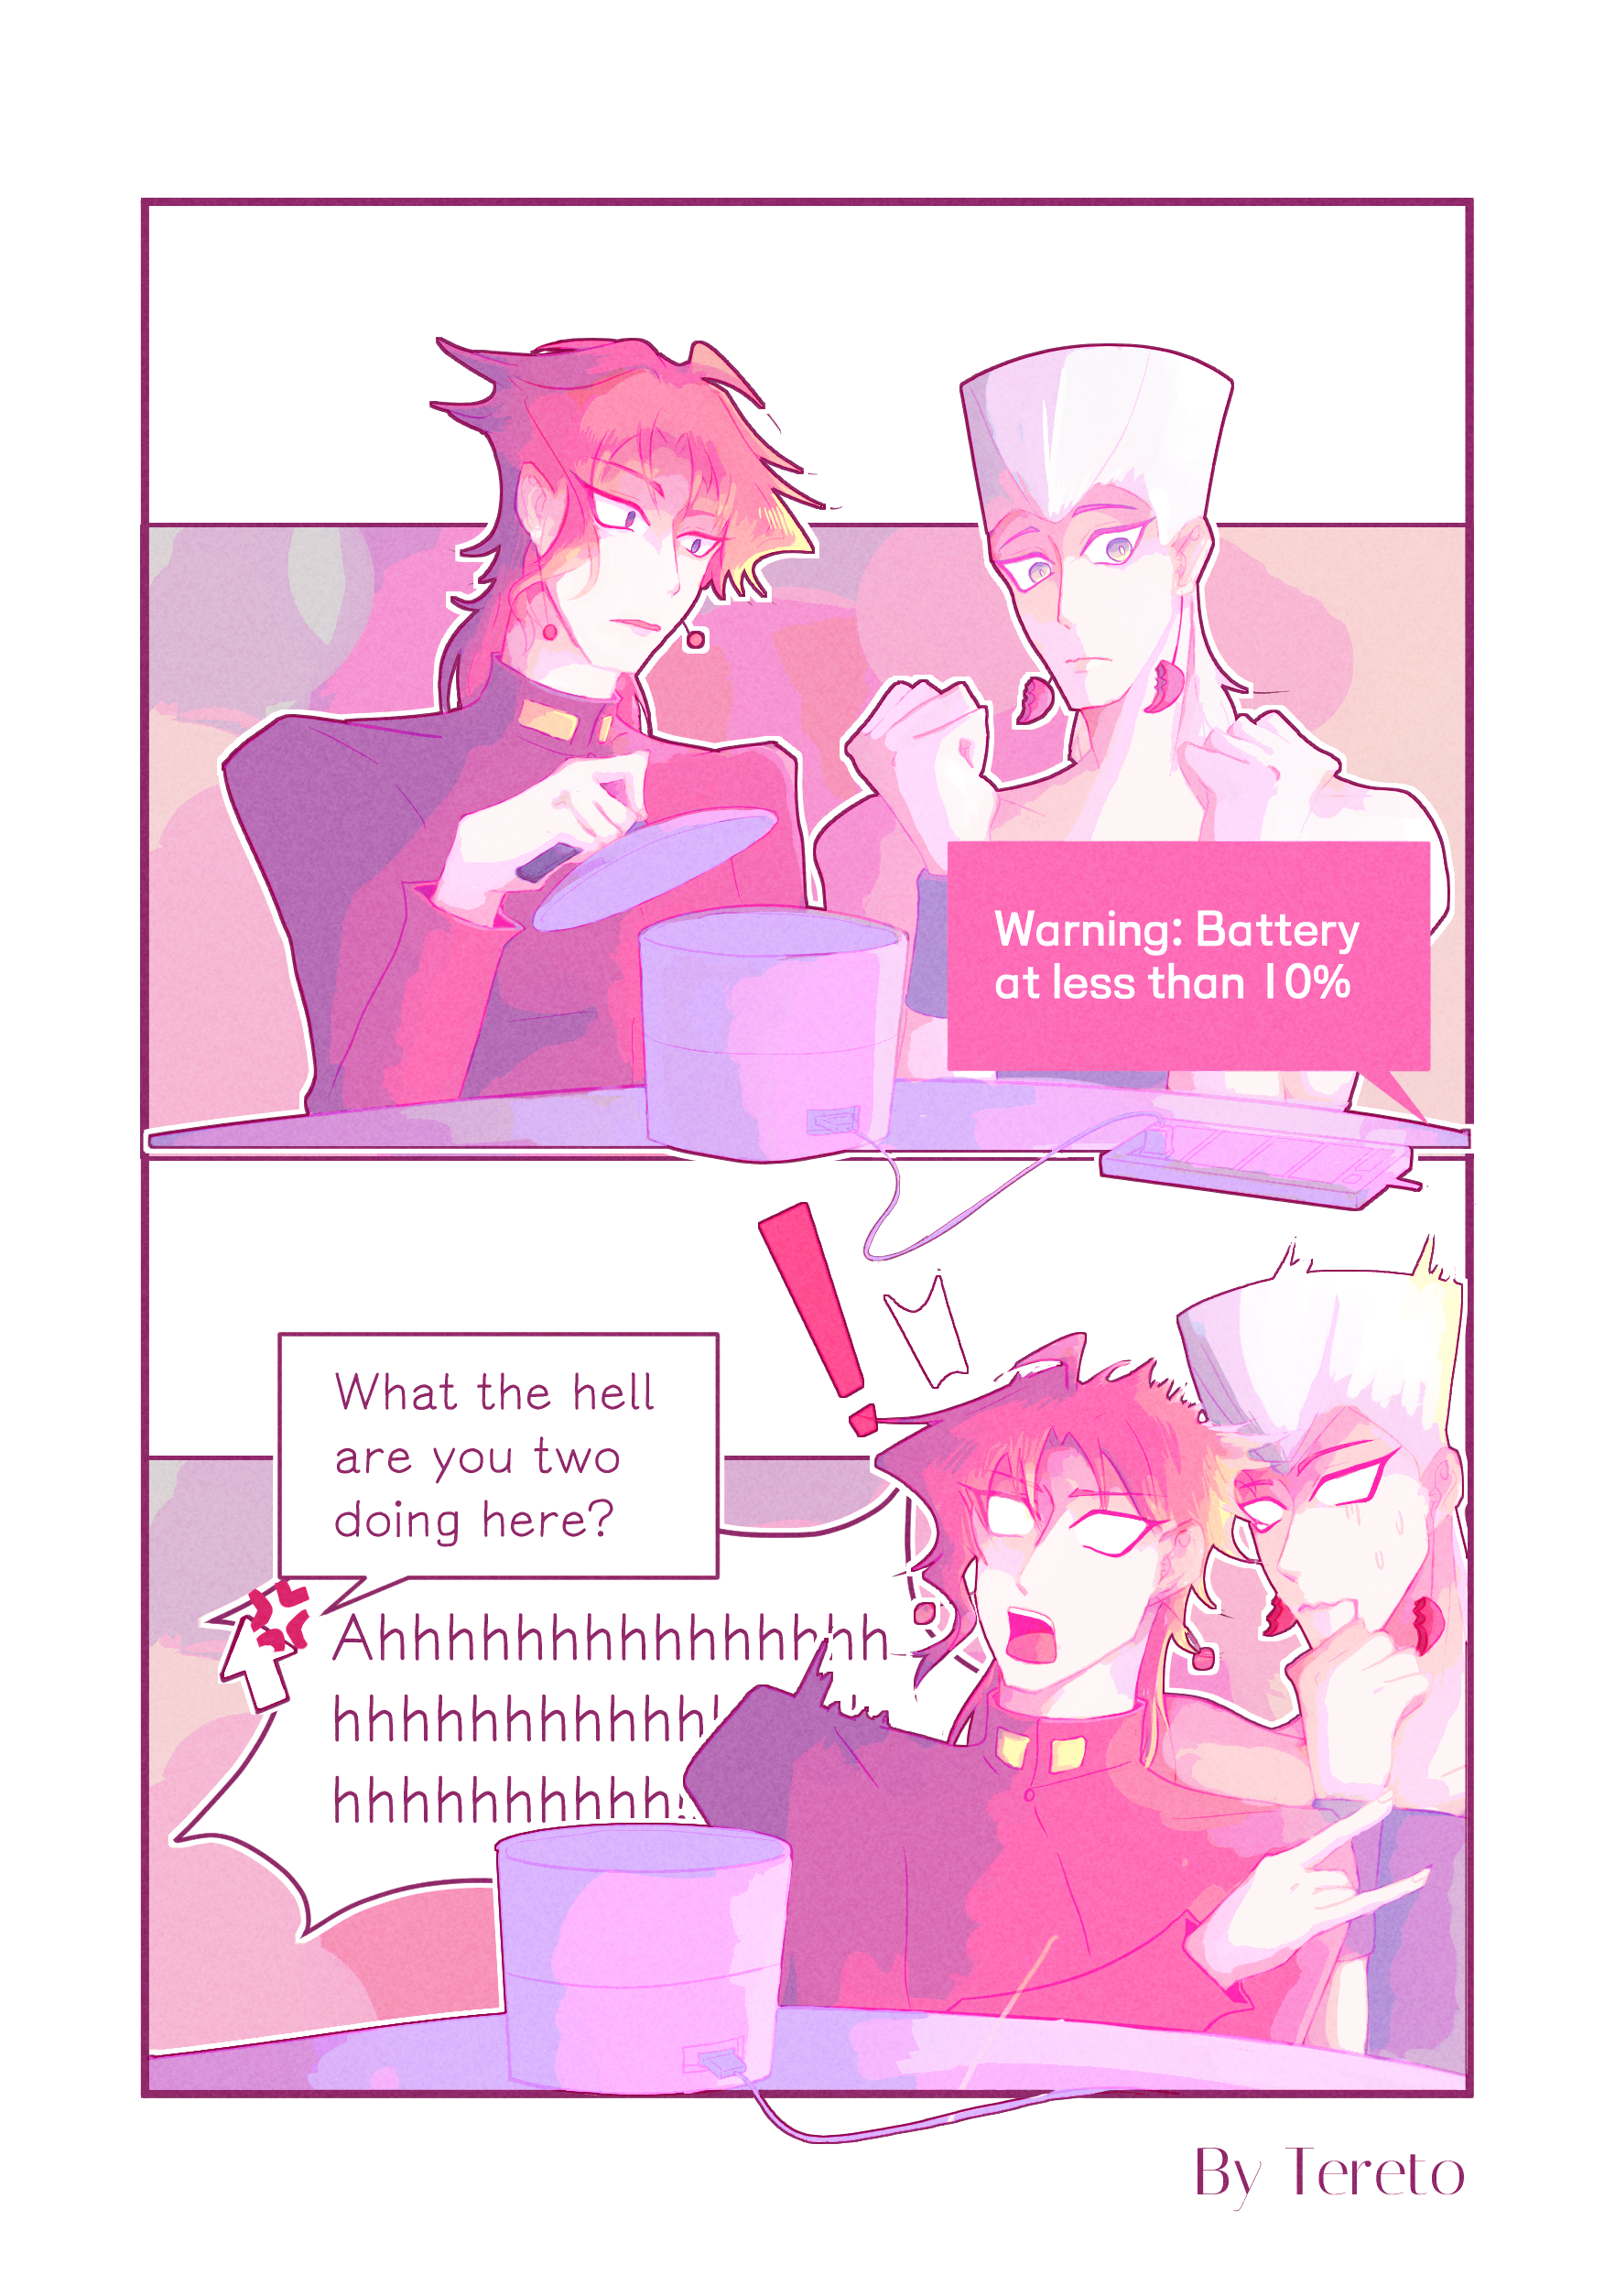 Warning: Battery
at less than 10%
What the hell
are you two
doing here?
Ahhhhhhhhhhhhhhh
hhhhhhhhhhh
hhhhhhhhhh
By Tereto